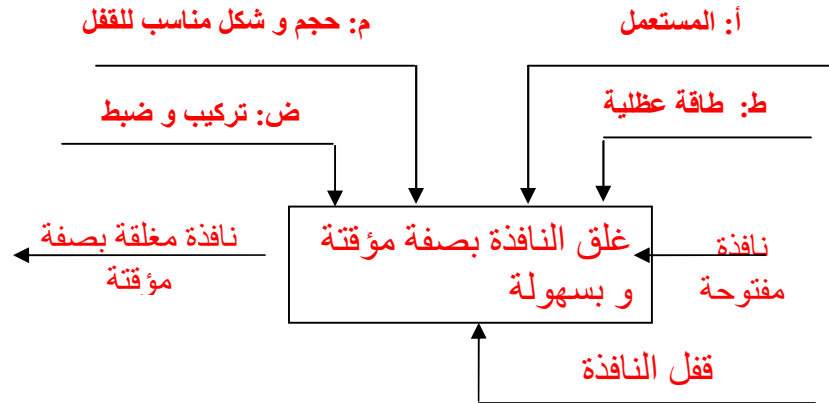 أ: المستعمل
م: حجم و شكل مناسب للقفل
ط: طاقة عظلية
ض: تركيب و ضبط
نافذة
مفتوحة
غلق النافذة بصفة مؤقتة
و بسهولة
نافذة مغلقة بصفة
مؤقتة
قفل النافذة